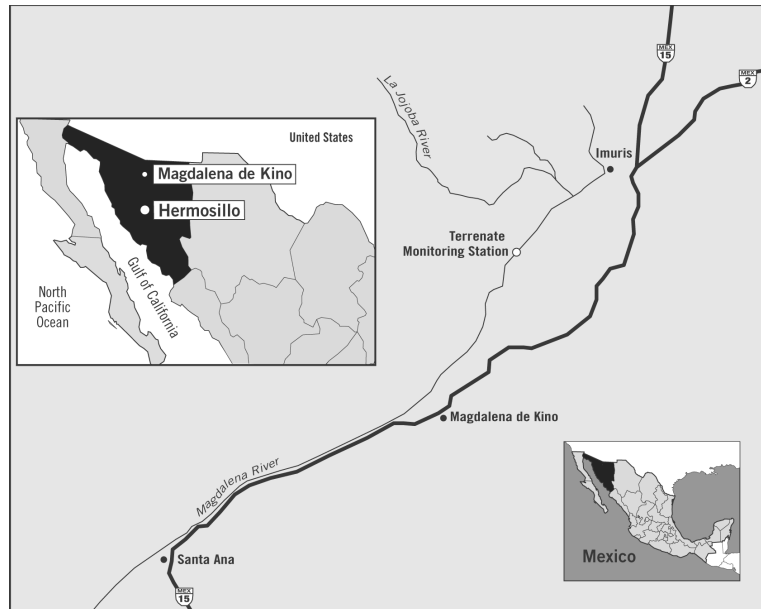 MEX
15
MEX
2
La Jojoba River
United States
Imuris
Magdalena de Kino
Hermosillo
Terrenate
Monitoring Station
Gulf of California
North
Pacific
Ocean
Magdalena de Kino
Magdalena River
Santa Ana
Mexico
MEX
15